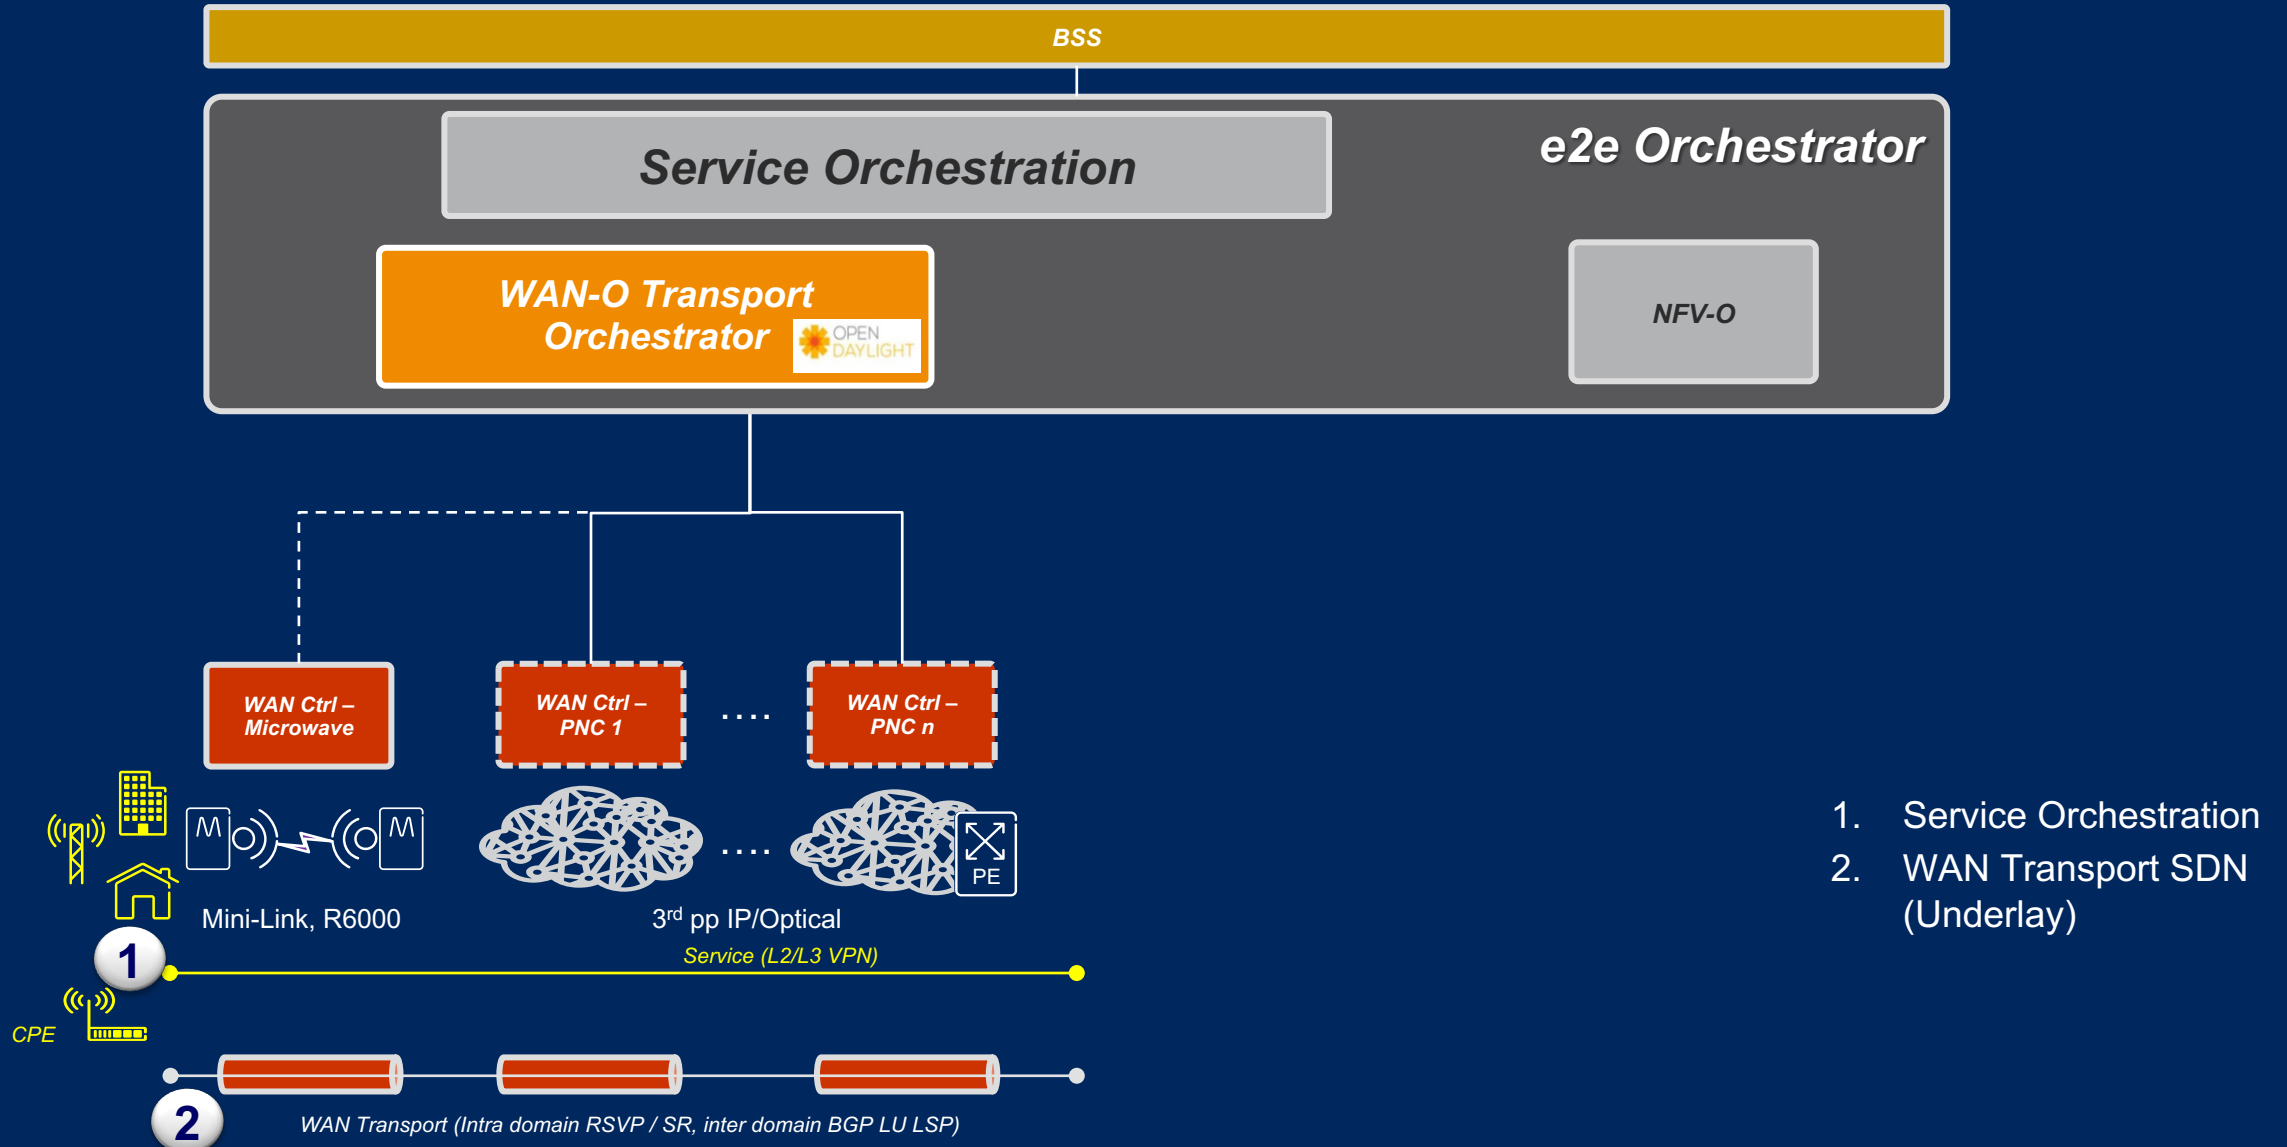 BSS
e2e Orchestrator
Service Orchestration
WAN-O Transport
Orchestrator
OPEN
DAYLIGHT
NFV-O
WAN Ctrl –
Microwave
WAN Ctrl –
PNC 1
....
WAN Ctrl –
PNC n
....
PE
Mini-Link, R6000
3rd pp IP/Optical
1. Service Orchestration
2. WAN Transport SDN
(Underlay)
1
Service (L2/L3 VPN)
CPE
2
WAN Transport (Intra domain RSVP / SR, inter domain BGP LU LSP)